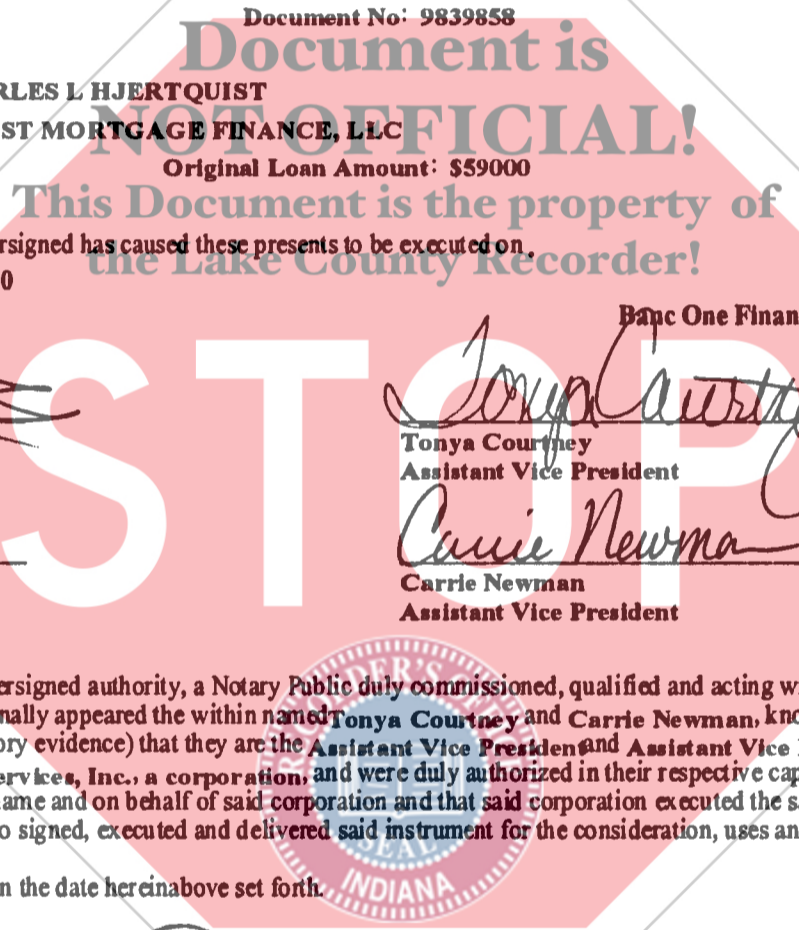 Document No: 9839858
Document is
RLES L HJERTQUIST
NOT OFFICIAL!
ST MORTGAGE FINANCE, LLC
Original Loan Amount: $59000
This Document is the property of
rsigned has caused these presents to be executed on
the Lake County Recorder!
0
Banc One Finan
STOP
Tonya Courtney
Tonya Courtney
Assistant Vice President
Carrie Newman
Carrie Newman
Assistant Vice President
RECORDER'S OFFICE
ersigned authority, a Notary Public duly commissioned, qualified and acting w
nally appeared the within named Tonya Courtney and Carrie Newman, kno
ory evidence) that they are the Assistant Vice Presiden and Assistant Vice
ervices, Inc., a corporation, and were duly authorized in their respective cap
ame and on behalf of said corporation and that said corporation executed the s
o signed, executed and delivered said instrument for the consideration, uses an
SEAL
INDIANA
n the date hereinabove set forth.